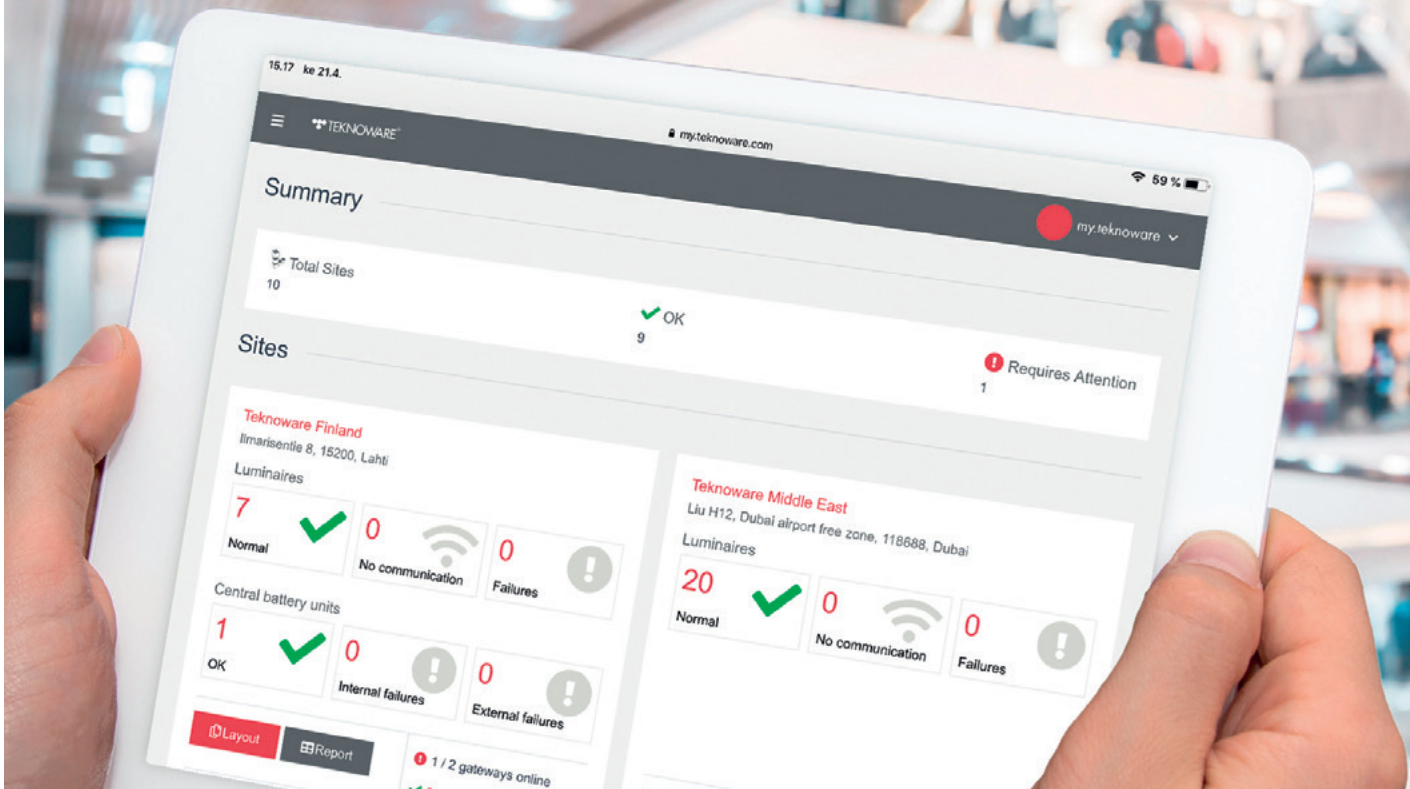 15.17 ke 21.4.
my.teknoware.com
59 %
TEKNOWARE
my.teknoware
Summary
Total Sites
10
OK
9
Requires Attention
1
Sites
Teknoware Finland
Ilmarisentie 8, 15200, Lahti
Luminaires
7
Normal
0
No communication
0
Failures
Central battery units
1
OK
0
Internal failures
0
External failures
Layout
Report
1 / 2 gateways online
Teknoware Middle East
Liu H12, Dubai airport free zone, 118688, Dubai
Luminaires
20
Normal
0
No communication
0
Failures